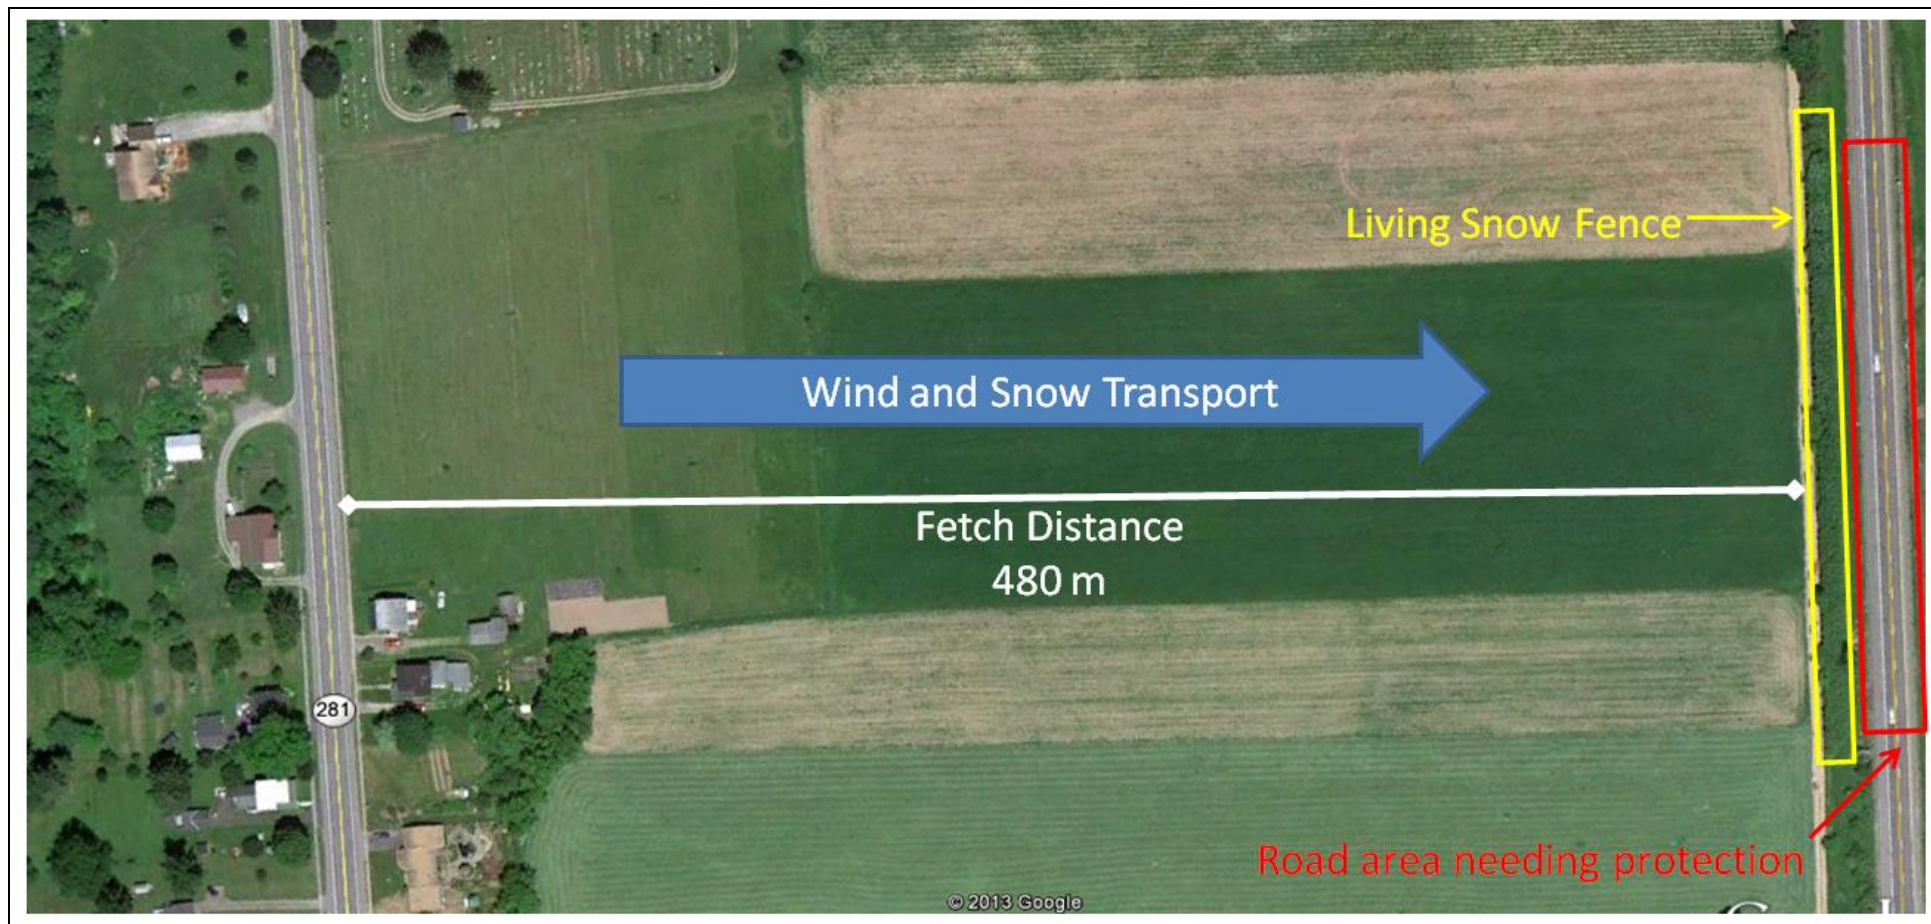 Living Snow Fence
Wind and Snow Transport
Fetch Distance
480 m
281
Road area needing protection
© 2013 Google